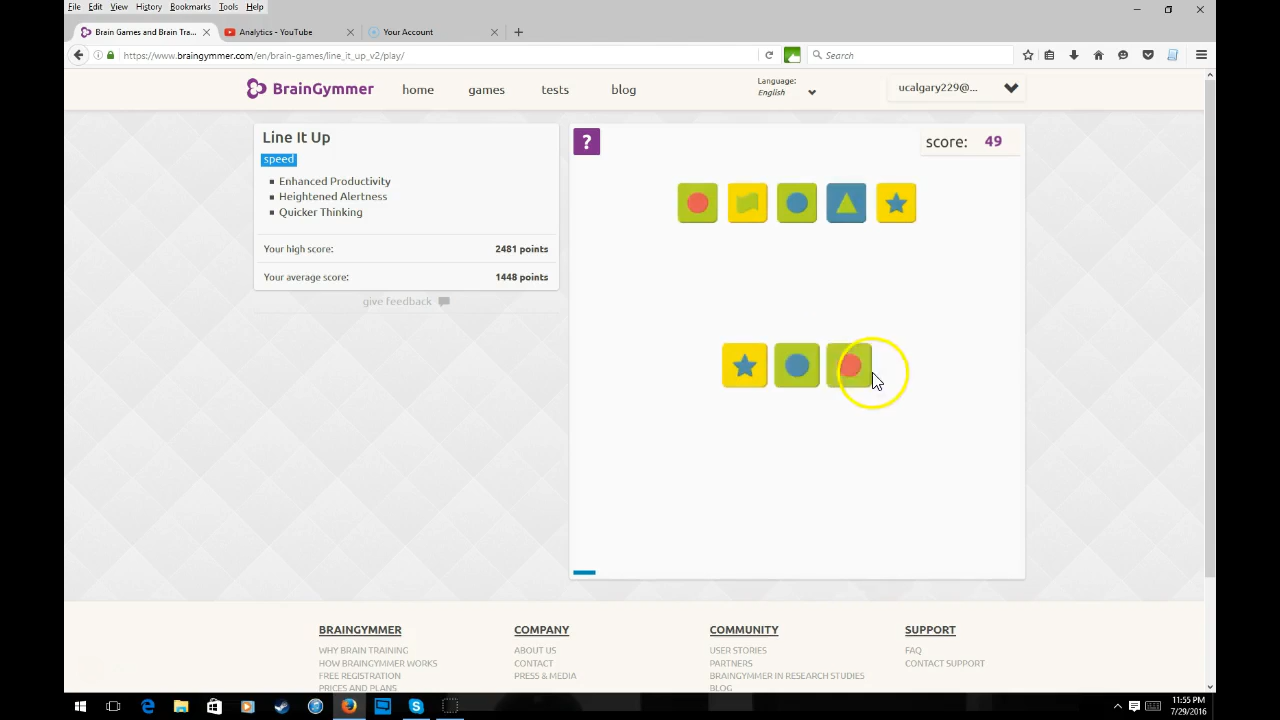 File Edit View History Bookmarks Tools Help
Brain Games and Brain Tra...
Analytics - YouTube
Your Account
https://www.braingymmer.com/en/brain-games/line_it_up_v2/play/
Search
BrainGymmer
home games tests blog
Language:
English
ucalgary229@...
Line It Up
speed
Enhanced Productivity
Heightened Alertness
Quicker Thinking
Your high score: 2481 points
Your average score: 1448 points
give feedback
?
score: 49
BRAINGYMMER
WHY BRAIN TRAINING
HOW BRAINGYMMER WORKS
FREE REGISTRATION
PRICES AND PLANS
COMPANY
ABOUT US
CONTACT
PRESS & MEDIA
COMMUNITY
USER STORIES
PARTNERS
BRAINGYMMER IN RESEARCH STUDIES
BLOG
SUPPORT
FAQ
CONTACT SUPPORT
11:55 PM
7/29/2016